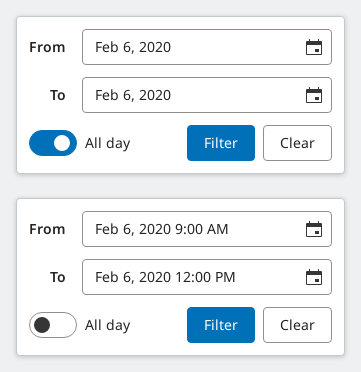 From Feb 6, 2020
To Feb 6, 2020
All day Filter Clear
From Feb 6, 2020 9:00 AM
To Feb 6, 2020 12:00 PM
All day Filter Clear